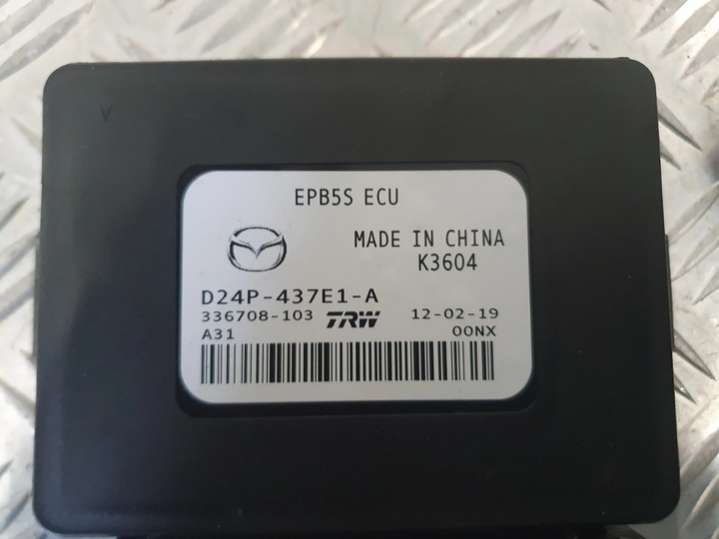 EPB5S ECU
MADE IN CHINA
K3604
D24P-437E1-A
336708-103 TRW 12-02-19
A31 00NX